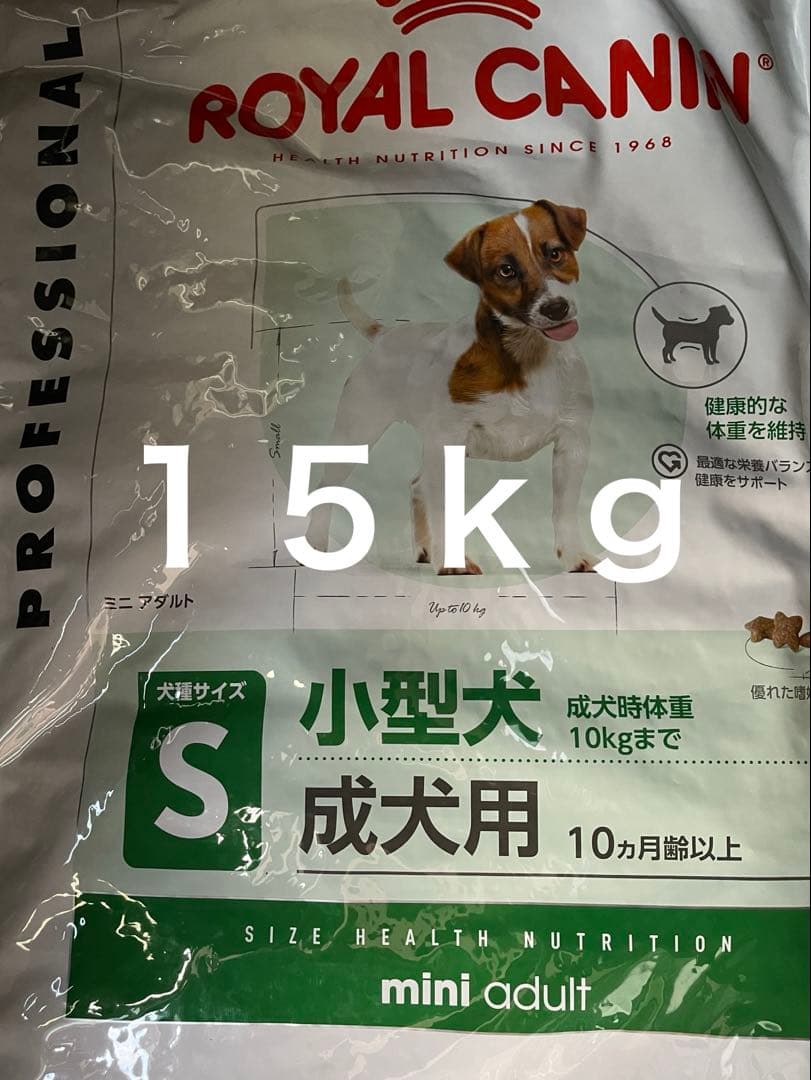 PROFESSIONAL
ROYAL CANIN®
HEALTH NUTRITION SINCE 1968
健康的な
体重を維持
最適な栄養バラン
健康をサポート
Small
15kg
ミニ アダルト
Up to 10 kg
優れた嗜
犬種サイズ
S
小型犬
成犬時体重
10kgまで
成犬用
10ヵ月齢以上
SIZE HEALTH NUTRITION
mini adult